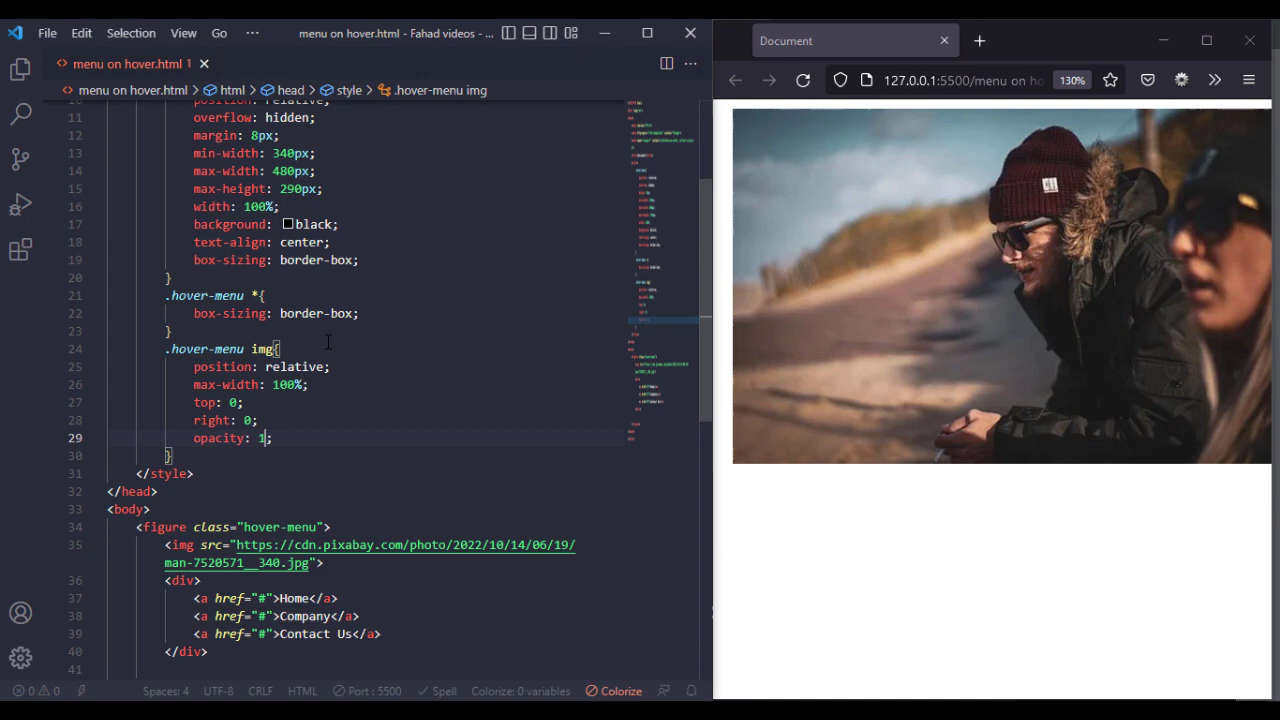 File Edit Selection View Go ··· menu on hover.html - Fahad videos - ...
Document
menu on hover.html 1
127.0.0.1:5500/menu on ho 130%
menu on hover.html > html > head > style > .hover-menu img
10 position: relative;
11 overflow: hidden;
12 margin: 8px;
13 min-width: 340px;
14 max-width: 480px;
15 max-height: 290px;
16 width: 100%;
17 background: black;
18 text-align: center;
19 box-sizing: border-box;
20 }
21 .hover-menu *{
22 box-sizing: border-box;
23 }
24 .hover-menu img{
25 position: relative;
26 max-width: 100%;
27 top: 0;
28 right: 0;
29 opacity: 1;
30 }
31 </style>
32 </head>
33 <body>
34 <figure class="hover-menu">
35 <img src="https://cdn.pixabay.com/photo/2022/10/14/06/19/
man-7520571__340.jpg">
36 <div>
37 <a href="#">Home</a>
38 <a href="#">Company</a>
39 <a href="#">Contact Us</a>
40 </div>
41
0 0 Spaces: 4 UTF-8 CRLF HTML Port : 5500 Spell Colorize: 0 variables Colorize